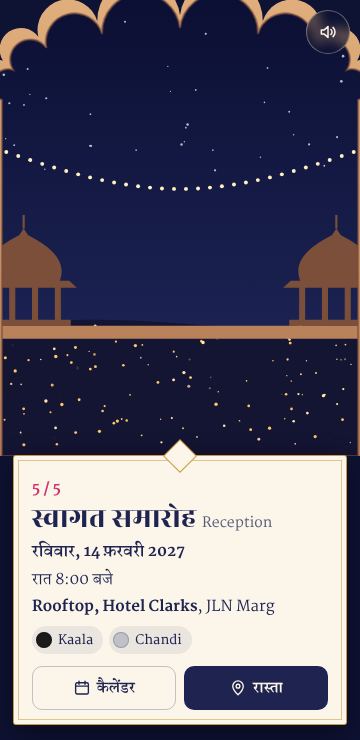 5/5
स्वागत समारोह Reception
रविवार, 14 फ़रवरी 2027
रात 8:00 बजे
Rooftop, Hotel Clarks, JLN Marg
Kaala Chandi
कैलेंडर रास्ता